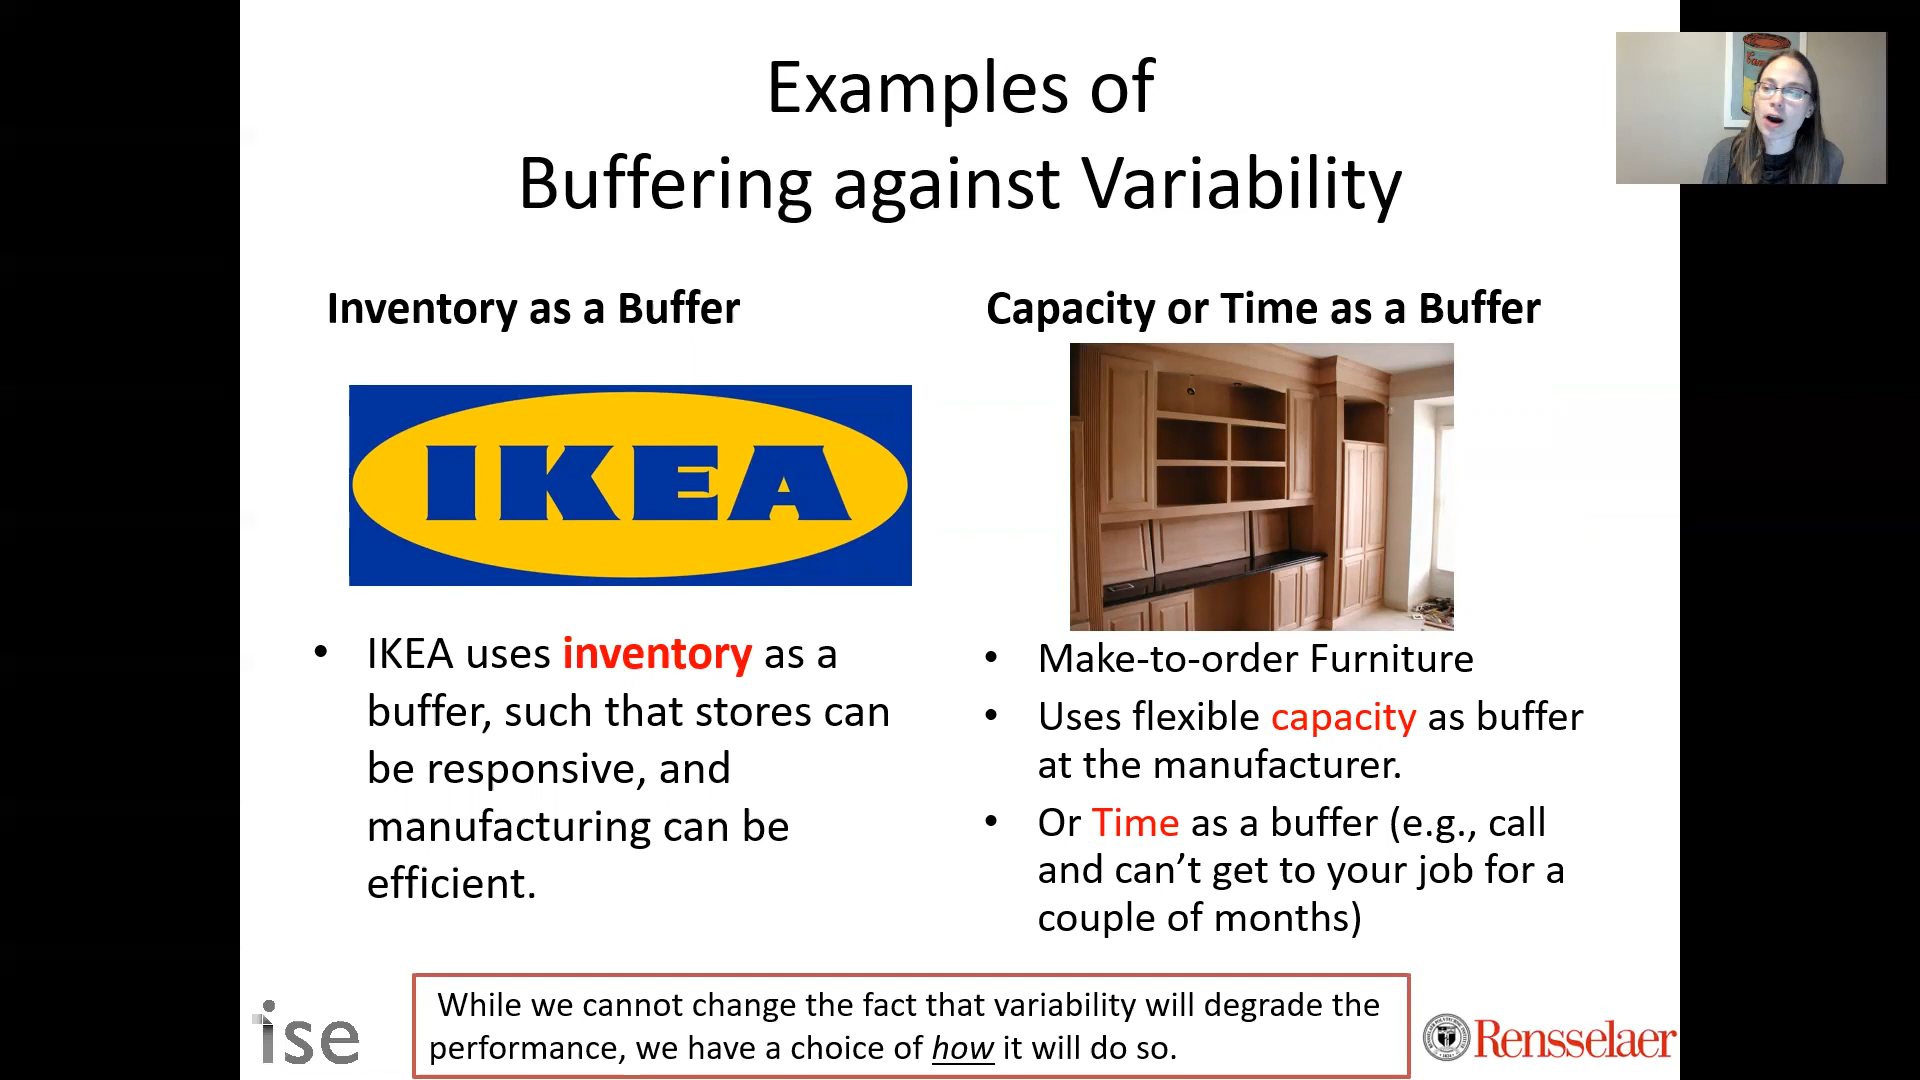 Examples of
Buffering against Variability
Inventory as a Buffer
IKEA
• IKEA uses inventory as a
buffer, such that stores can
be responsive, and
manufacturing can be
efficient.
Capacity or Time as a Buffer
• Make-to-order Furniture
• Uses flexible capacity as buffer
at the manufacturer.
• Or Time as a buffer (e.g., call
and can’t get to your job for a
couple of months)
While we cannot change the fact that variability will degrade the
performance, we have a choice of how it will do so.
ise
Rensselaer